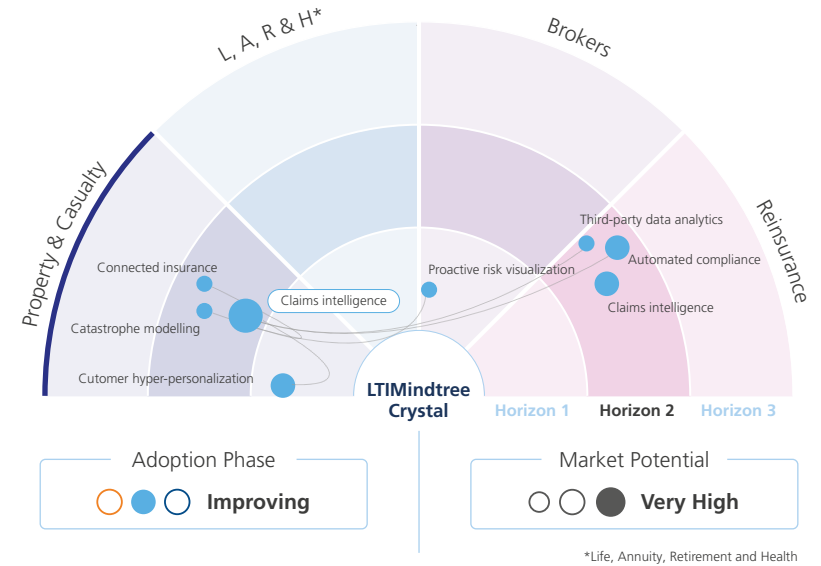 L, A, R & H*
Brokers
Property & Casualty
Reinsurance
Third-party data analytics
Automated compliance
Connected insurance
Proactive risk visualization
Claims intelligence
Claims intelligence
Catastrophe modelling
Cutomer hyper-personalization
LTIMindtree
Crystal
Horizon 1
Horizon 2
Horizon 3
Adoption Phase
Improving
Market Potential
Very High
*Life, Annuity, Retirement and Health